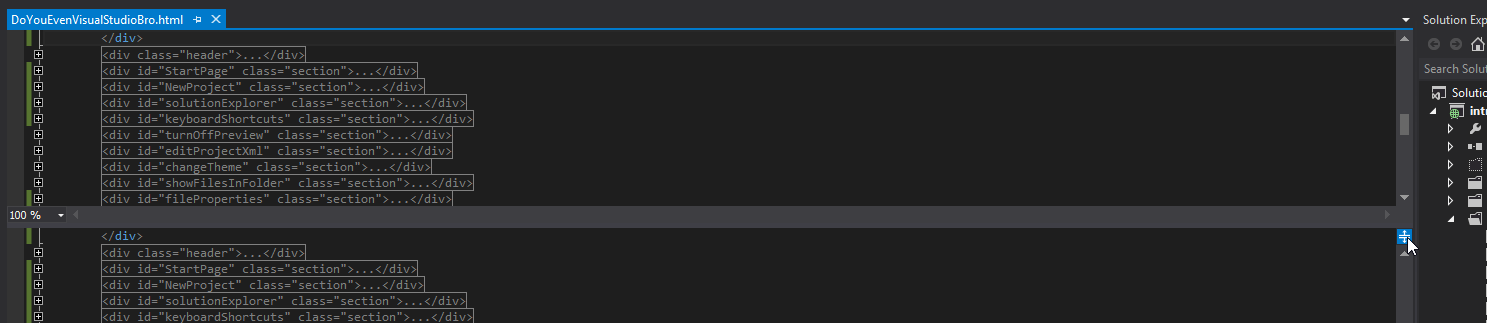 DoYouEvenVisualStudioBro.html
</div>
<div class="header">...</div>
<div id="StartPage" class="section">...</div>
<div id="NewProject" class="section">...</div>
<div id="solutionExplorer" class="section">...</div>
<div id="keyboardShortcuts" class="section">...</div>
<div id="turnOffPreview" class="section">...</div>
<div id="editProjectXml" class="section">...</div>
<div id="changeTheme" class="section">...</div>
<div id="showFilesInFolder" class="section">...</div>
<div id="fileProperties" class="section">...</div>
100 %
</div>
<div class="header">...</div>
<div id="StartPage" class="section">...</div>
<div id="NewProject" class="section">...</div>
<div id="solutionExplorer" class="section">...</div>
<div id="keyboardShortcuts" class="section">...</div>
Solution Exp
Search Solut
Solutio
intr